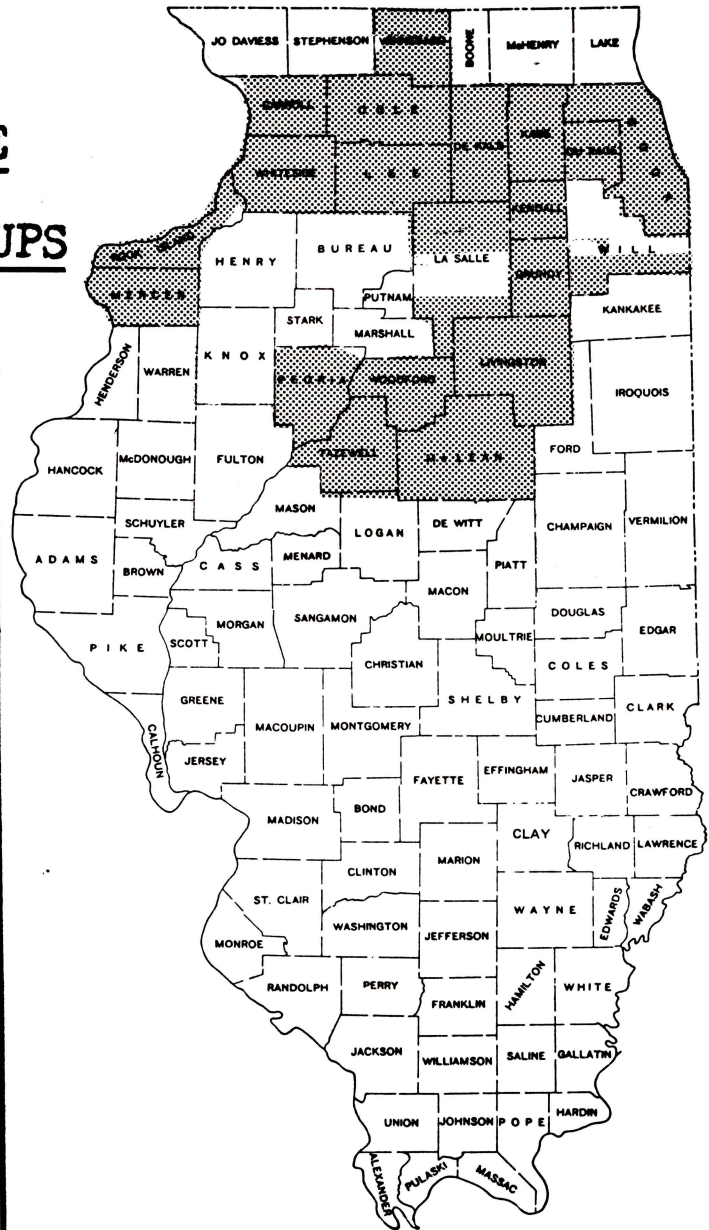 UPS
JO DAVIESS STEPHENSON WINNEBAGO BOONE McHENRY LAKE
CARROLL OGLE DE KALB KANE DU PAGE
WHITESIDE LEE KENDALL WILL
ROCK ISLAND HENRY BUREAU LA SALLE GRUNDY
MERCER PUTNAM KANKAKEE
STARK MARSHALL
HENDERSON WARREN KNOX PEORIA WOODFORD LIVINGSTON IROQUOIS
HANCOCK McDONOUGH FULTON TAZEWELL McLEAN FORD
SCHUYLER MASON LOGAN DE WITT CHAMPAIGN VERMILION
ADAMS BROWN CASS MENARD PIATT
MACON
PIKE SCOTT MORGAN SANGAMON MOULTRIE DOUGLAS EDGAR
CHRISTIAN COLES
GREENE SHELBY CLARK
CALHOUN MACOUPIN MONTGOMERY CUMBERLAND
JERSEY FAYETTE EFFINGHAM JASPER CRAWFORD
MADISON BOND CLAY
MARION RICHLAND LAWRENCE
CLINTON
ST. CLAIR WAYNE EDWARDS WABASH
MONROE WASHINGTON JEFFERSON
RANDOLPH PERRY HAMILTON WHITE
FRANKLIN
JACKSON WILLIAMSON SALINE GALLATIN
UNION JOHNSON POPE HARDIN
ALEXANDER PULASKI MASSAC